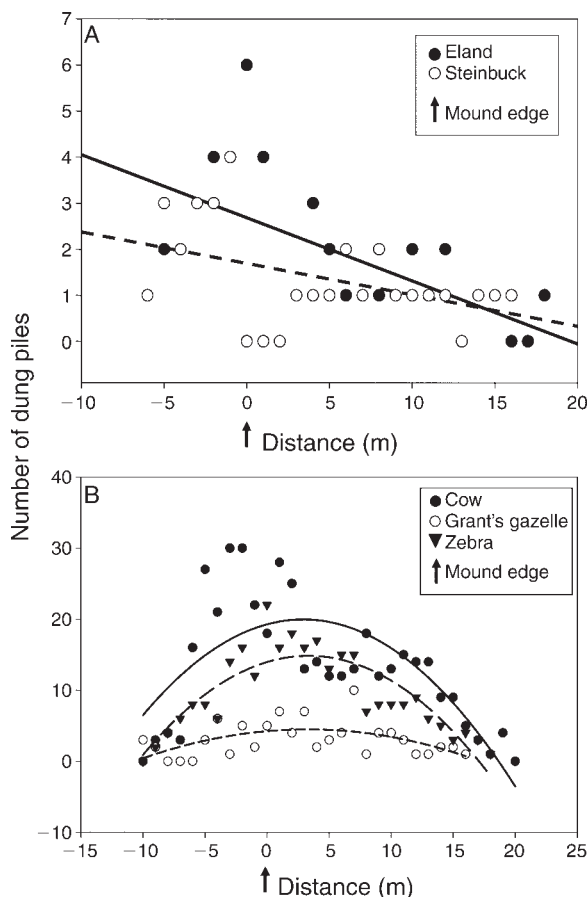 A
7
6
5
4
3
2
1
0
Eland
Steinbuck
Mound edge
−10 −5 0 5 10 15 20
Distance (m)
Number of dung piles
B
40
30
20
10
0
−10
Cow
Grant's gazelle
Zebra
Mound edge
−15 −10 −5 0 5 10 15 20 25
Distance (m)